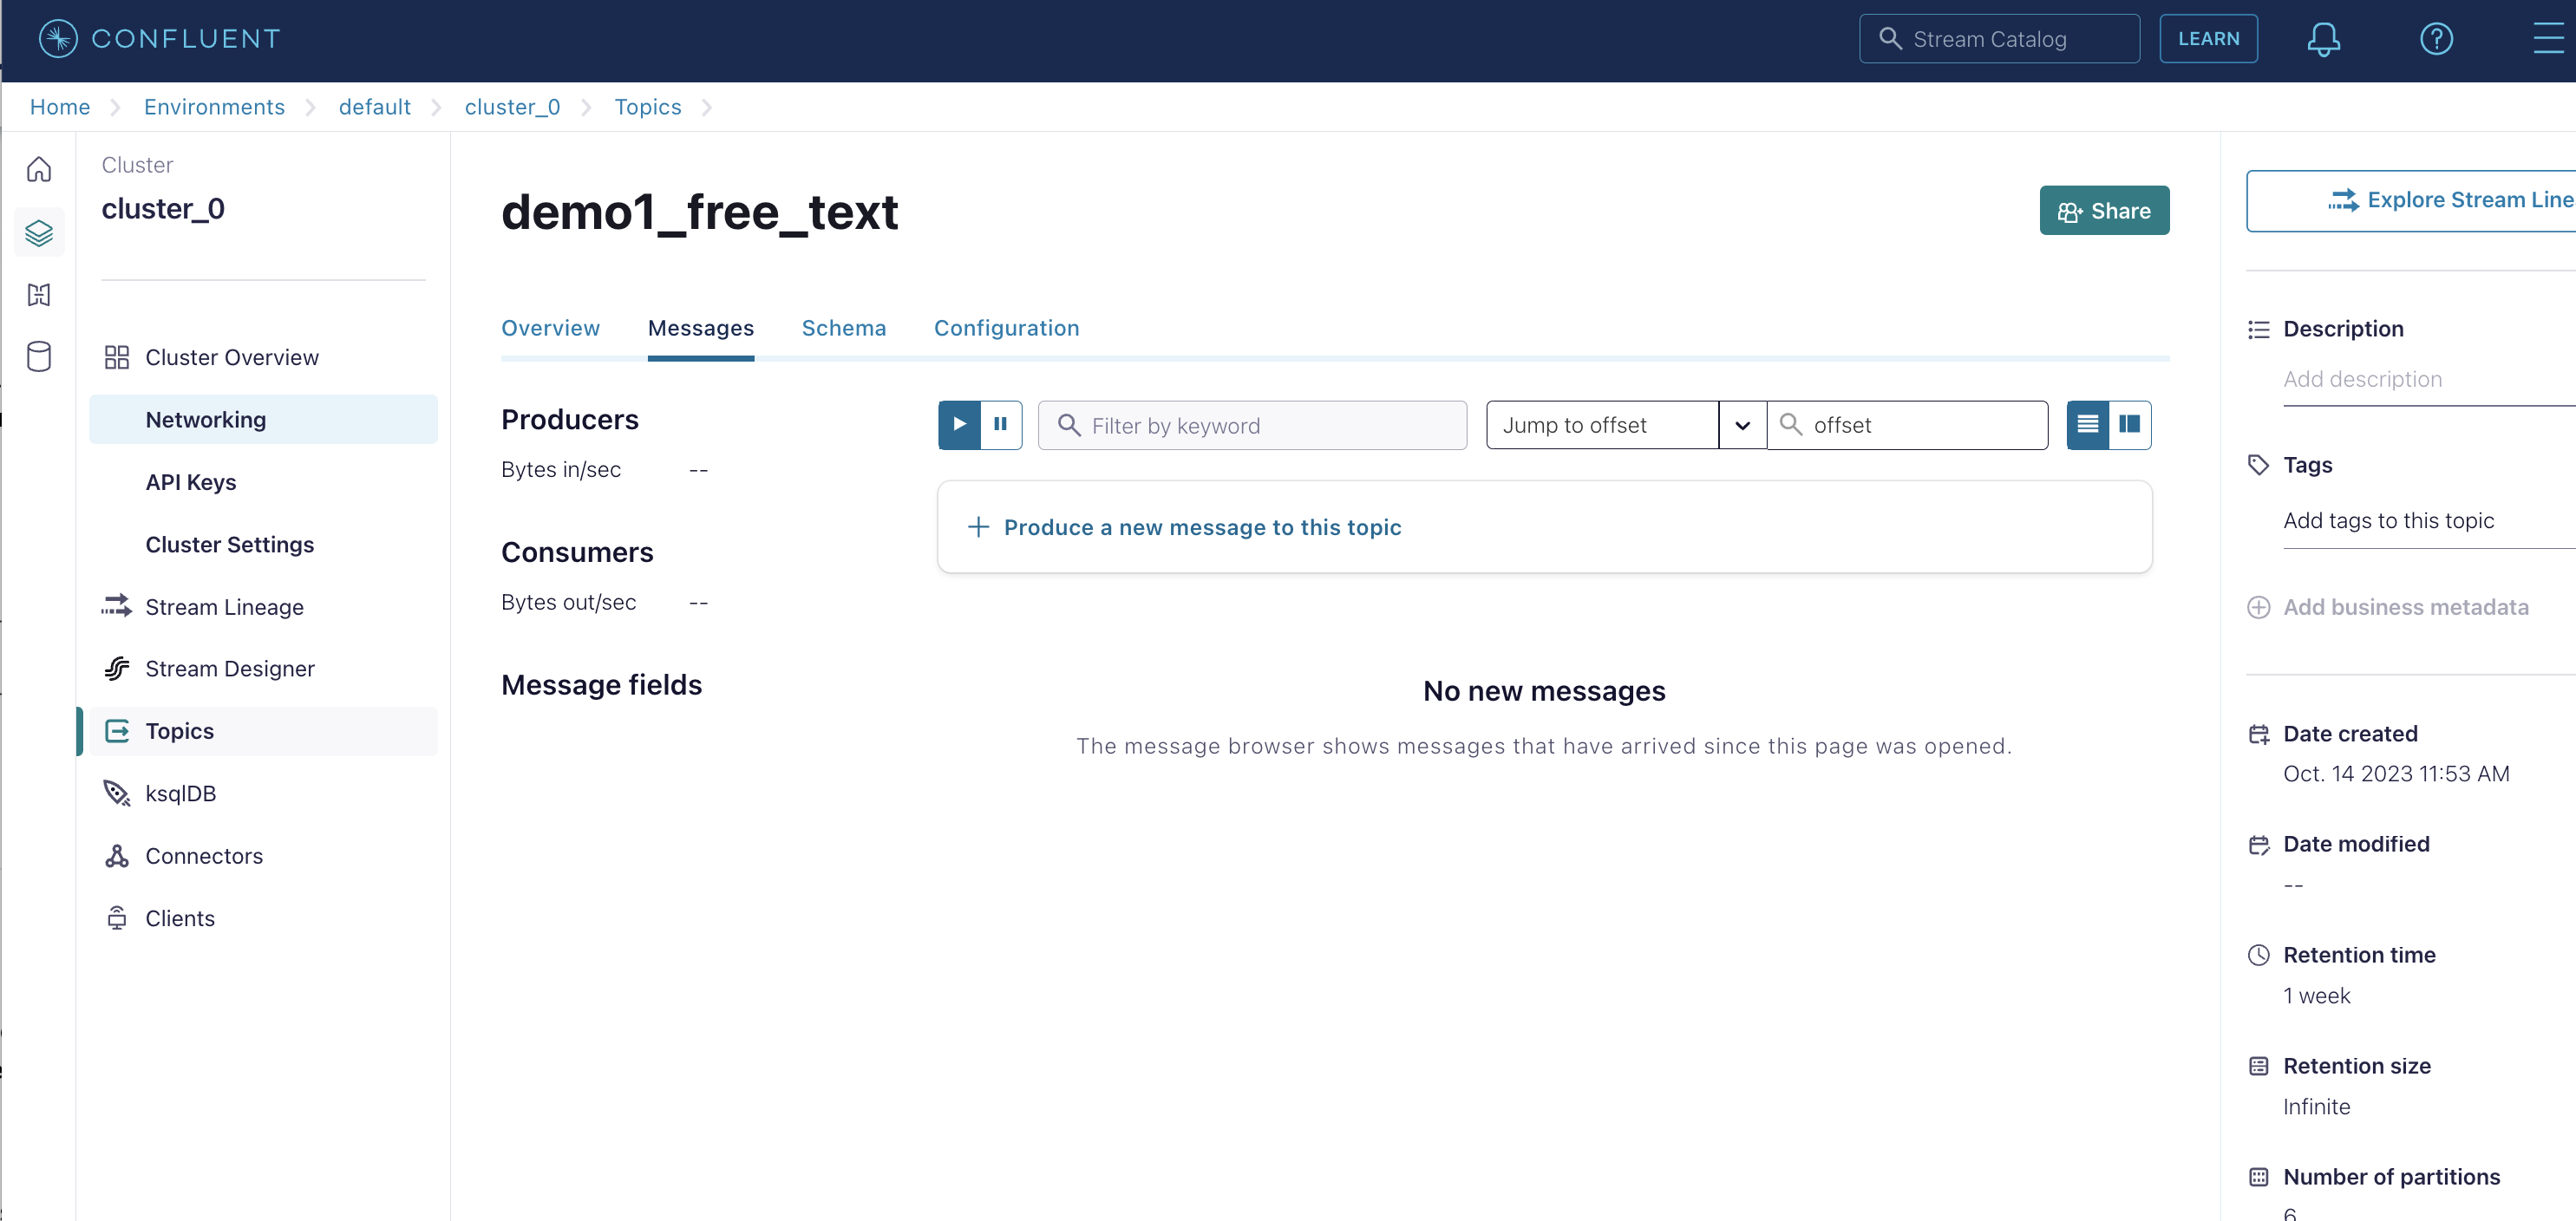 CONFLUENT
Stream Catalog
LEARN
Home
Environments
default
cluster_0
Topics
Cluster
cluster_0
Cluster Overview
Networking
API Keys
Cluster Settings
Stream Lineage
Stream Designer
Topics
ksqlDB
Connectors
Clients
demo1_free_text
Share
Overview
Messages
Schema
Configuration
Producers
Bytes in/sec --
Consumers
Bytes out/sec --
Message fields
Filter by keyword
Jump to offset
offset
+ Produce a new message to this topic
No new messages
The message browser shows messages that have arrived since this page was opened.
Explore Stream Line
Description
Add description
Tags
Add tags to this topic
Add business metadata
Date created
Oct. 14 2023 11:53 AM
Date modified
--
Retention time
1 week
Retention size
Infinite
Number of partitions
6